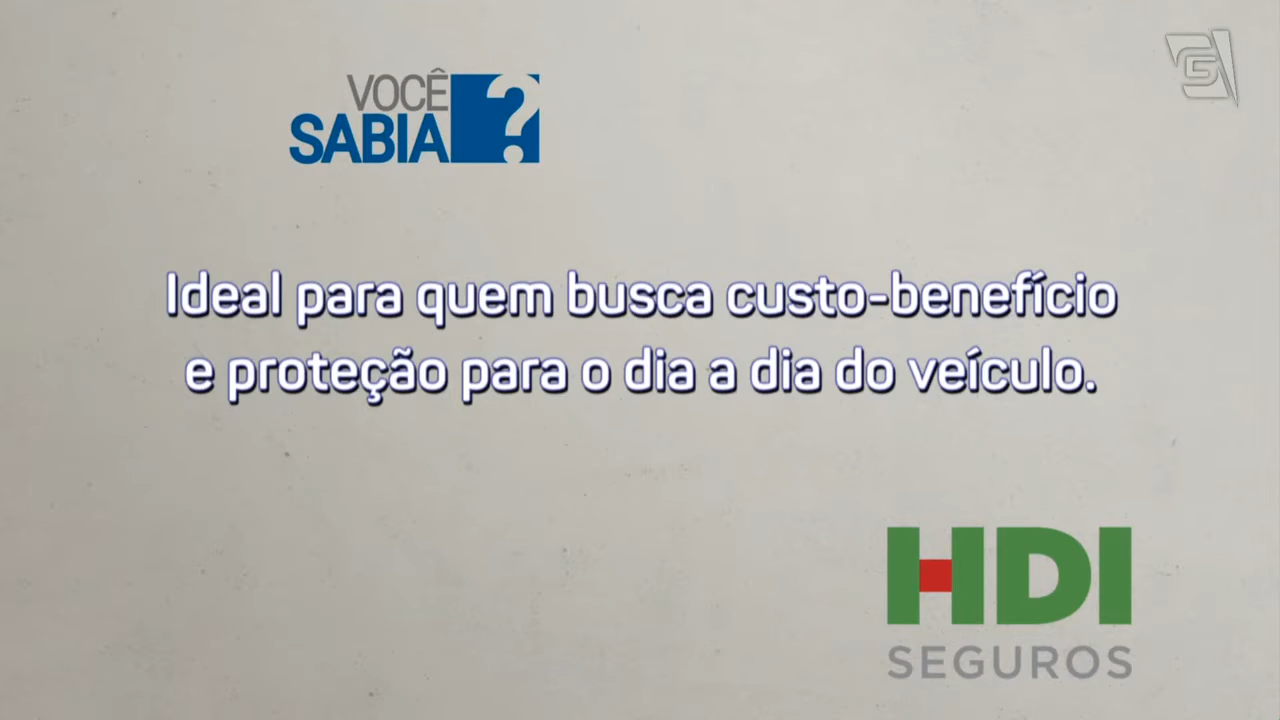 VOCÊ
SABIA?
Ideal para quem busca custo-benefício
e proteção para o dia a dia do veículo.
HDI
SEGUROS